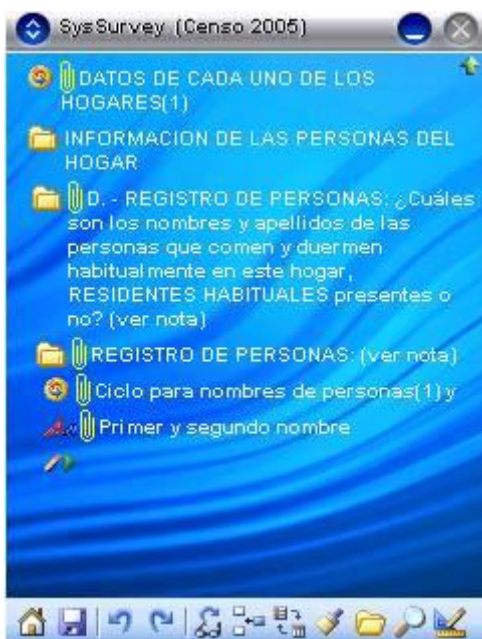 SysSurvey (Censo 2005)
DATOS DE CADA UNO DE LOS
HOGARES(1)
INFORMACION DE LAS PERSONAS DEL
HOGAR
D. - REGISTRO DE PERSONAS: ¿Cuáles
son los nombres y apellidos de las
personas que comen y duermen
habitualmente en este hogar,
RESIDENTES HABITUALES presentes o
no? (ver nota)
REGISTRO DE PERSONAS: (ver nota)
Ciclo para nombres de personas(1) y
Primer y segundo nombre